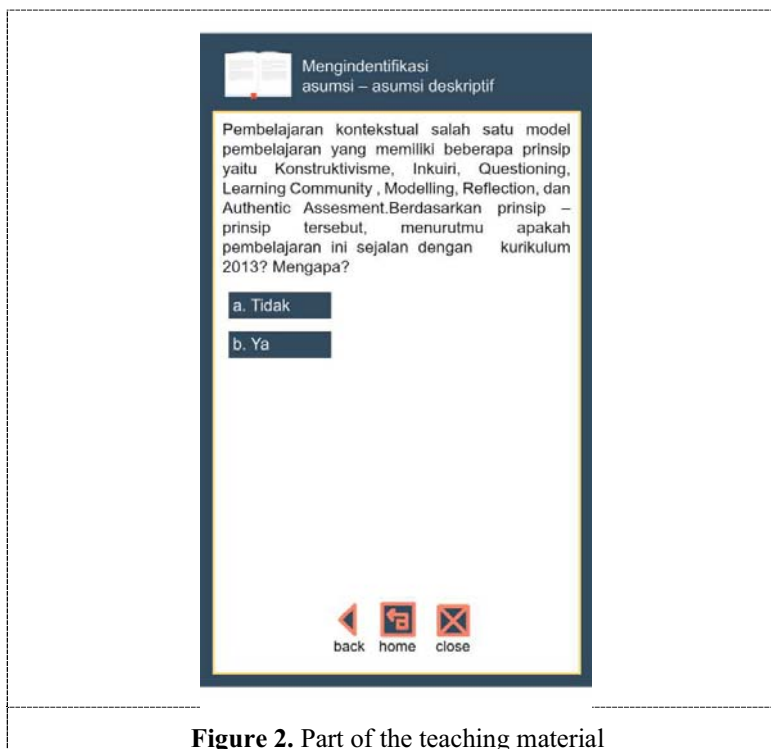 Mengindentifikasi
asumsi – asumsi deskriptif
Pembelajaran kontekstual salah satu model
pembelajaran yang memiliki beberapa prinsip
yaitu Konstruktivisme, Inkuiri, Questioning,
Learning Community , Modelling, Reflection, dan
Authentic Assesment.Berdasarkan prinsip –
prinsip tersebut, menurutmu apakah
pembelajaran ini sejalan dengan kurikulum
2013? Mengapa?
a. Tidak
b. Ya
back home close
Figure 2. Part of the teaching material